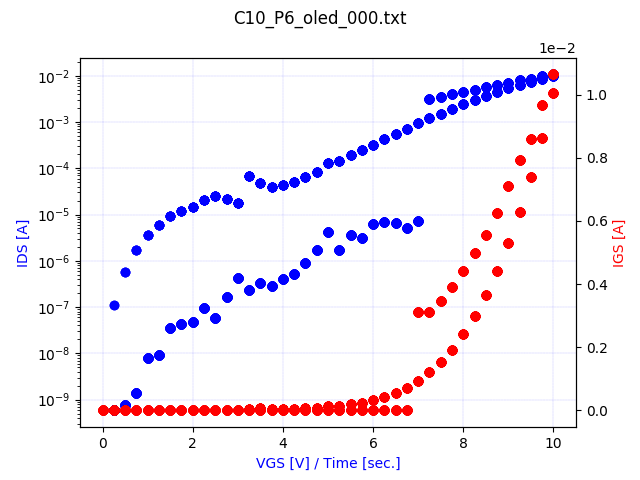 C10_P6_oled_000.txt
1e−2
10⁻²
10⁻³
10⁻⁴
10⁻⁵
10⁻⁶
10⁻⁷
10⁻⁸
10⁻⁹
IDS [A]
1.0
0.8
0.6
0.4
0.2
0.0
IGS [A]
0 2 4 6 8 10
VGS [V] / Time [sec.]